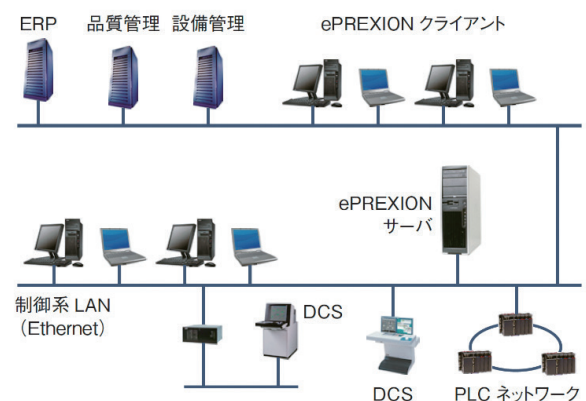 ERP
品質管理
設備管理
ePREXION クライアント
ePREXION
サーバ
制御系 LAN
（Ethernet）
DCS
DCS
PLC ネットワーク